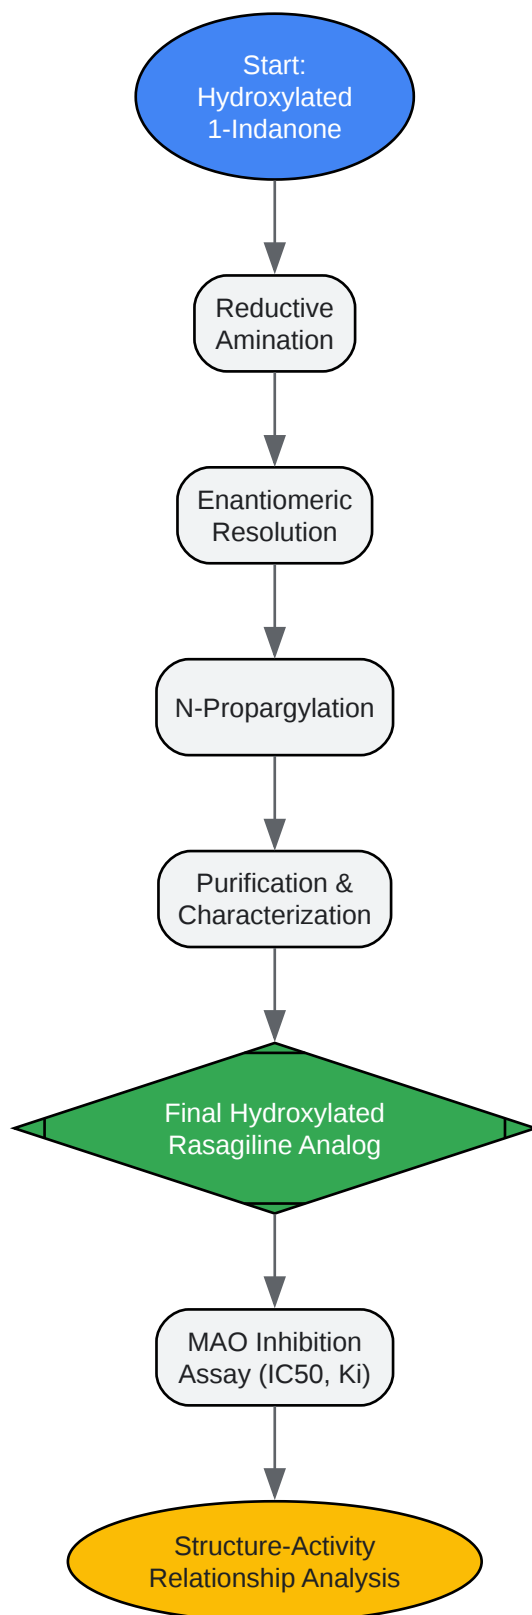 Start:
Hydroxylated
1-Indanone
Reductive
Amination
Enantiomeric
Resolution
N-Propargylation
Purification &
Characterization
Final Hydroxylated
Rasagiline Analog
MAO Inhibition
Assay (IC50, Ki)
Structure-Activity
Relationship Analysis